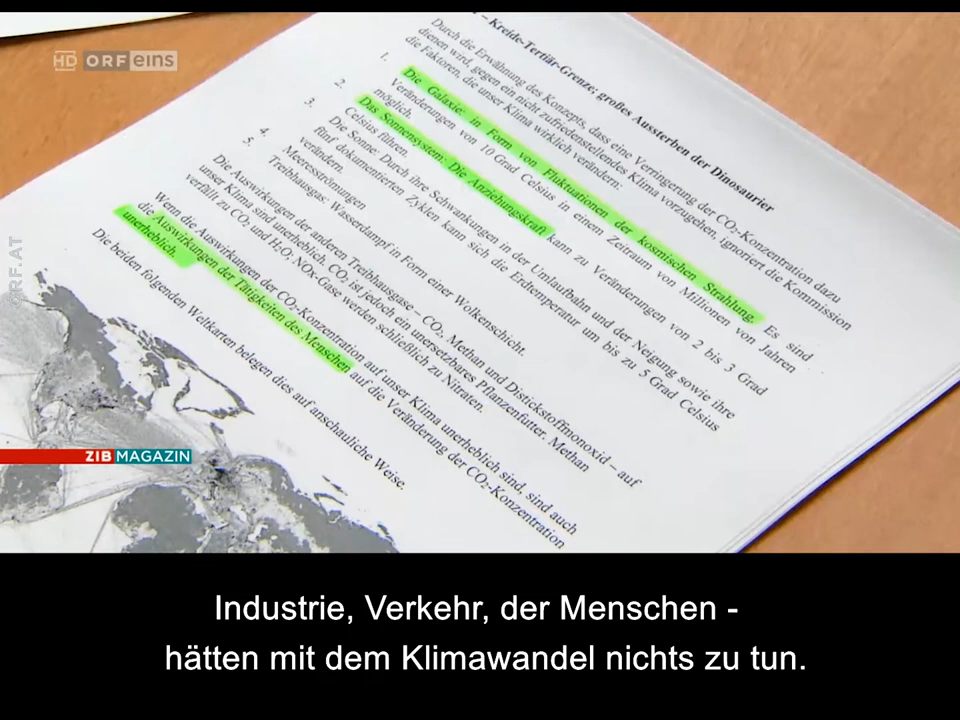 HD ORF eins
– Kreide-Tertiär-Grenze; großes Aussterben der Dinosaurier
Durch die Erwähnung des Konzepts, dass eine Verringerung der CO₂-Konzentration dazu
dienen wird, gegen ein nicht zufriedenstellendes Klima vorzugehen, ignoriert die Kommission
die Faktoren, die unser Klima wirklich verändern:
1. Die Galaxie: in Form von Fluktuationen der kosmischen Strahlung. Es sind
Veränderungen von 10 Grad Celsius in einem Zeitraum von Millionen von Jahren
möglich.
2. Das Sonnensystem: Die Anziehungskraft kann zu Veränderungen von 2 bis 3 Grad
Celsius führen.
3. Die Sonne: Durch ihre Schwankungen in der Umlaufbahn und der Neigung sowie ihre
fünf dokumentierten Zyklen kann sich die Erdtemperatur um bis zu 5 Grad Celsius
verändern.
4. Meeresströmungen
5. Treibhausgas: Wasserdampf in Form einer Wolkenschicht.
Die Auswirkungen der anderen Treibhausgase – CO₂, Methan und Distickstoffmonoxid – auf
unser Klima sind unerheblich. CO₂ ist jedoch ein unersetzbares Pflanzenfutter. Methan
verfällt zu CO₂ und H₂O; NOx-Gase werden schließlich zu Nitraten.
Wenn die Auswirkungen der CO₂-Konzentration auf unser Klima unerheblich sind, sind auch
die Auswirkungen der Tätigkeiten des Menschen auf die Veränderung der CO₂-Konzentration
unerheblich.
Die beiden folgenden Weltkarten belegen dies auf anschauliche Weise.
ORF.AT
ZIB MAGAZIN
Industrie, Verkehr, der Menschen -
hätten mit dem Klimawandel nichts zu tun.